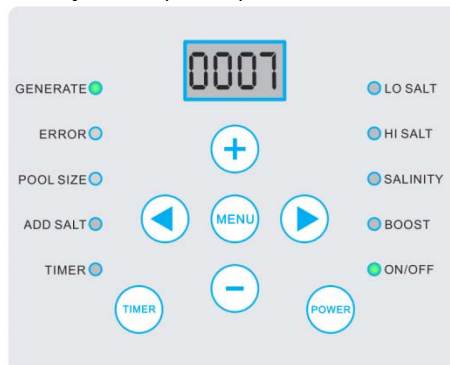 0007
GENERATE
LO SALT
ERROR
+
HI SALT
POOL SIZE
SALINITY
MENU
ADD SALT
BOOST
TIMER
-
ON/OFF
TIMER
POWER